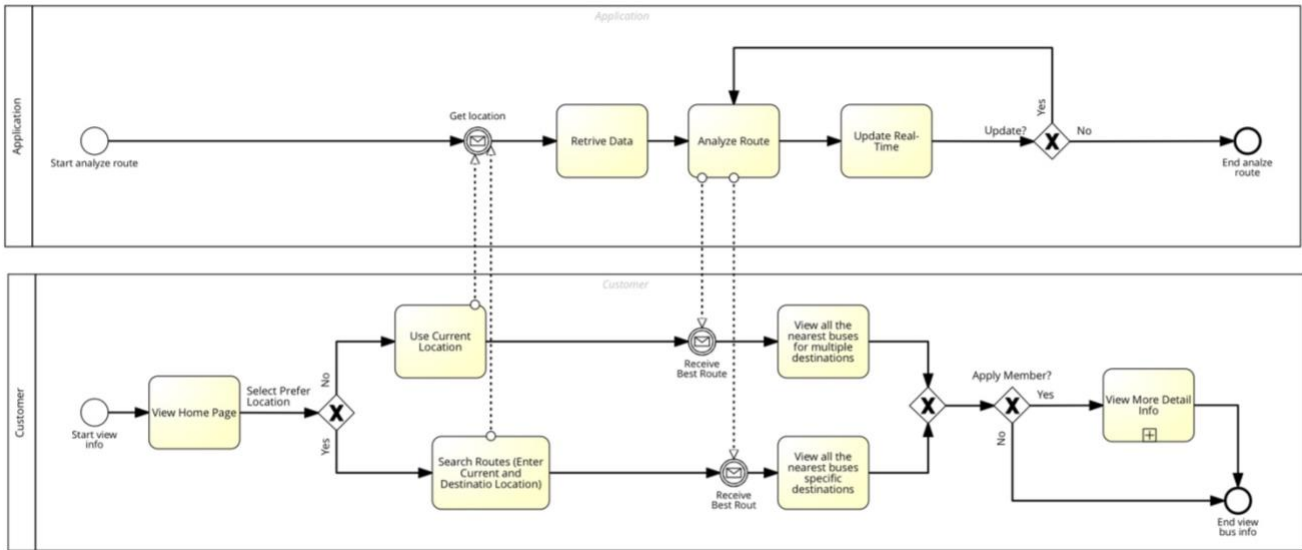 Application
Application
Start analyze route
Get location
Retrive Data
Analyze Route
Update Real-
Time
Update?
Yes
No
End analze
route
Customer
Customer
Start view
info
View Home Page
Select Prefer
Location
No
Yes
Use Current
Location
Search Routes (Enter
Current and
Destinatio Location)
Receive
Best Route
Receive
Best Rout
View all the
nearest buses
for multiple
destinations
View all the
nearest buses
specific
destinations
Apply Member?
Yes
No
View More Detail
Info
End view
bus info